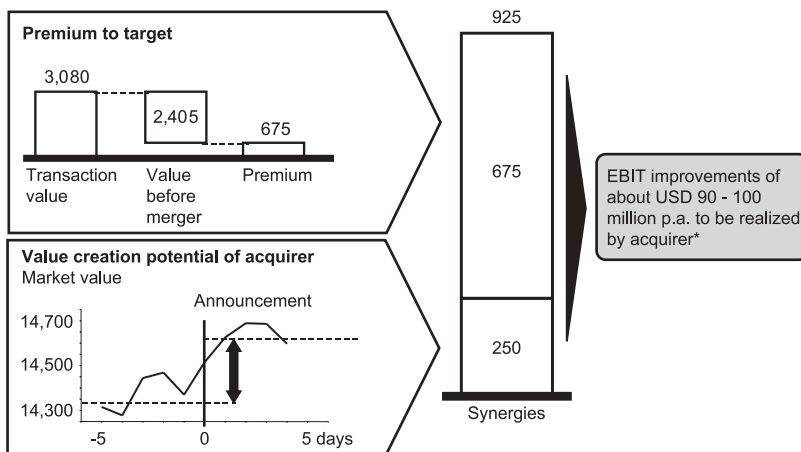 Premium to target
3,080
2,405
675
Transaction
value
Value
before
merger
Premium
Value creation potential of acquirer
Market value
Announcement
14,700
14,500
14,300
-5
0
5 days
925
675
250
Synergies
EBIT improvements of
about USD 90 - 100
million p.a. to be realized
by acquirer*